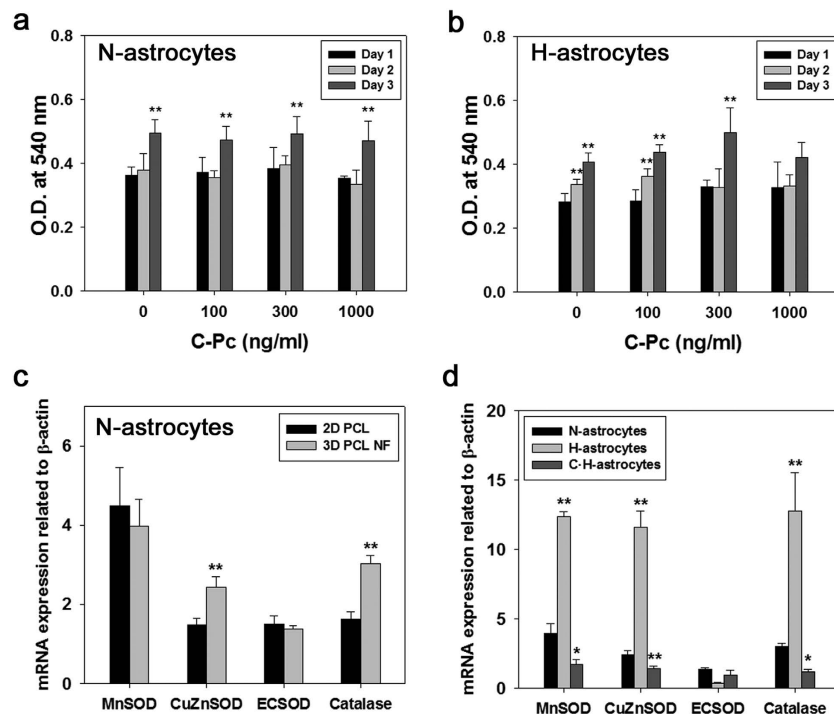 a
N-astrocytes
Day 1
Day 2
Day 3
O.D. at 540 nm
0.8
0.6
0.4
0.2
0.0
** ** ** **
0 100 300 1000
C-Pc (ng/ml)
b
H-astrocytes
Day 1
Day 2
Day 3
O.D. at 540 nm
0.8
0.6
0.4
0.2
0.0
** ** ** ** **
0 100 300 1000
C-Pc (ng/ml)
c
N-astrocytes
2D PCL
3D PCL NF
mRNA expression related to β-actin
6
4
2
0
** **
MnSOD CuZnSOD ECSOD Catalase
d
N-astrocytes
H-astrocytes
C·H-astrocytes
mRNA expression related to β-actin
20
15
10
5
0
** * ** ** ** *
MnSOD CuZnSOD ECSOD Catalase